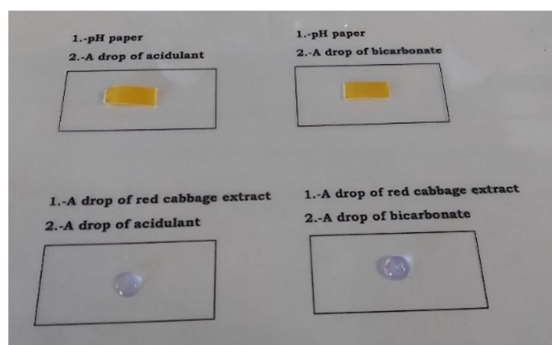 1.-pH paper
2.-A drop of acidulant
1.-pH paper
2.-A drop of bicarbonate
1.-A drop of red cabbage extract
2.-A drop of acidulant
1.-A drop of red cabbage extract
2.-A drop of bicarbonate